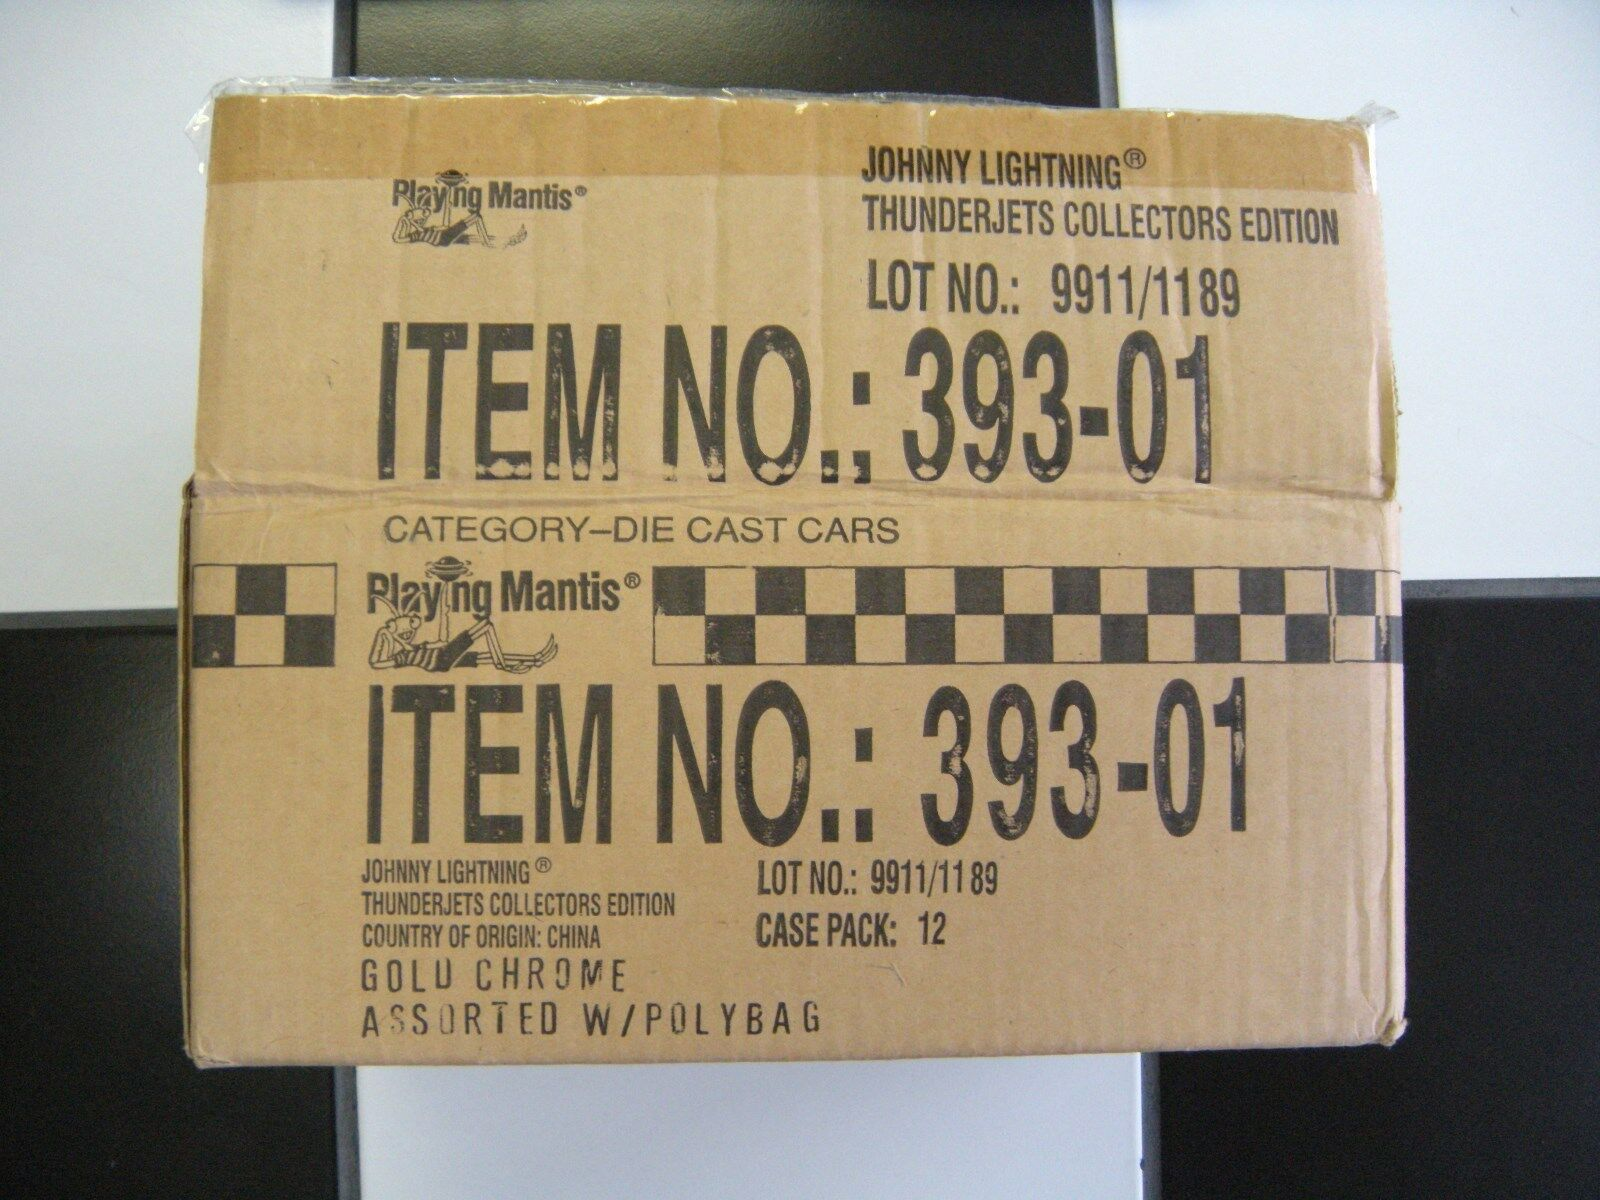 Playing Mantis®
JOHNNY LIGHTNING®
THUNDERJETS COLLECTORS EDITION
LOT NO.: 9911/1189
ITEM NO.: 393-01
CATEGORY-DIE CAST CARS
Playing Mantis®
ITEM NO.: 393-01
JOHNNY LIGHTNING®
THUNDERJETS COLLECTORS EDITION
COUNTRY OF ORIGIN: CHINA
LOT NO.: 9911/1189
CASE PACK: 12
GOLD CHROME
ASSORTED W/POLYBAG